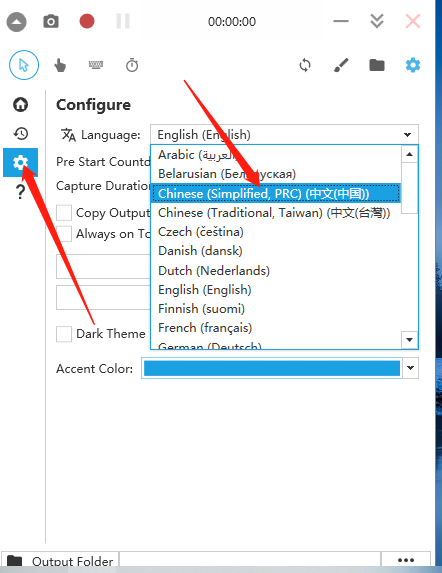 00:00:00
Configure
Language: English (English)
Arabic (العربية)
Pre Start Countd
Belarusian (Беларуская)
Chinese (Simplified, PRC) (中文(中国))
Capture Duration
Copy Output
Chinese (Traditional, Taiwan) (中文(台灣))
Always on To
Czech (čeština)
Danish (dansk)
Dutch (Nederlands)
English (English)
Finnish (suomi)
French (français)
Dark Theme
German (Deutsch)
Accent Color:
Output Folder